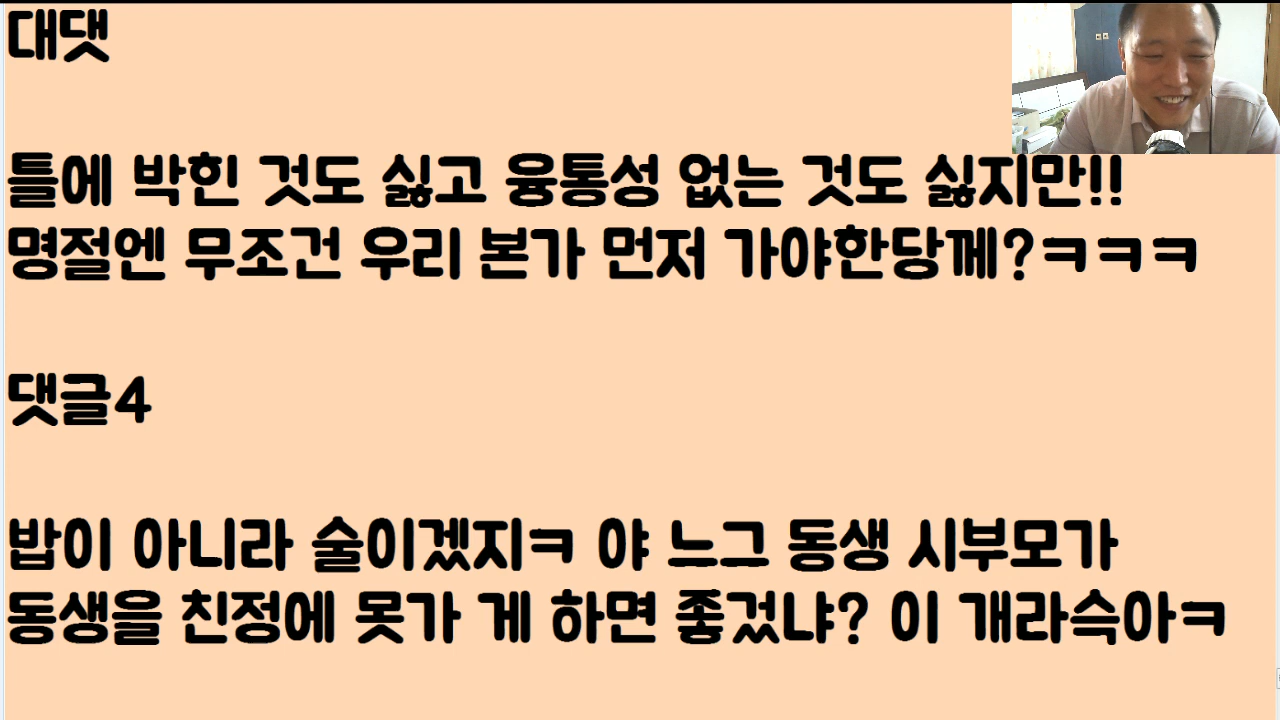 대댓
틀에 박힌 것도 싫고 융통성 없는 것도 싫지만!!
명절엔 무조건 우리 본가 먼저 가야한당께?ㅋㅋㅋ
댓글4
밥이 아니라 술이겠지ㅋ 야 느그 동생 시부모가
동생을 친정에 못가 게 하면 좋겄냐? 이 개라슥아ㅋ